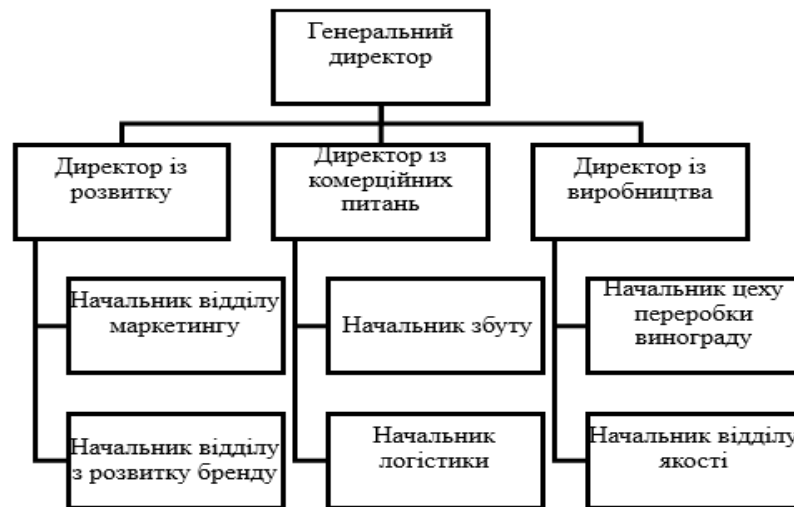 Генеральний
директор
Директор із
розвитку
Директор із
комерційних
питань
Директор із
виробництва
Начальник відділу
маркетингу
Начальник збуту
Начальник цеху
переробки
винограду
Начальник відділу
з розвитку бренду
Начальник
логістики
Начальник відділу
якості